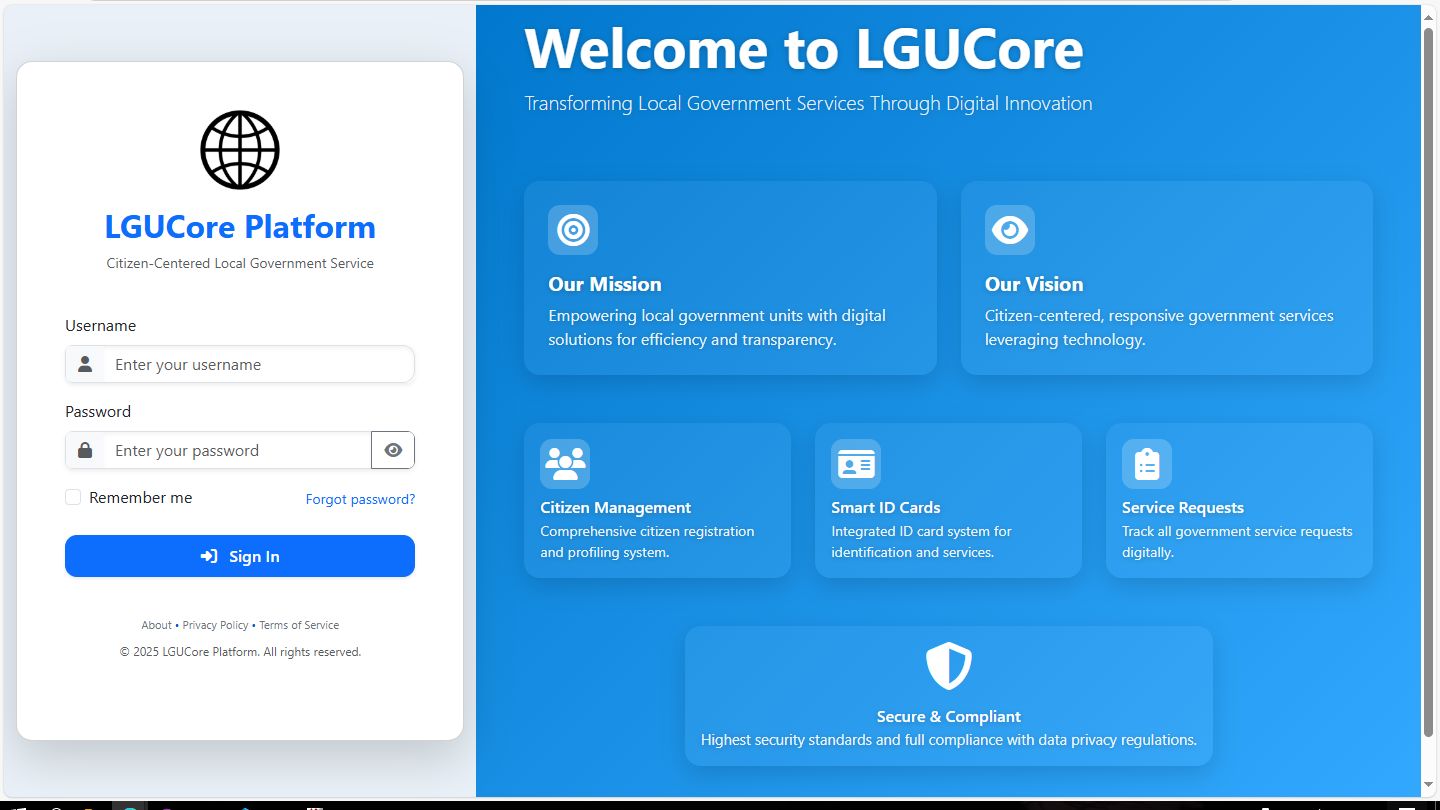 LGUCore Platform
Citizen-Centered Local Government Service
Username
Enter your username
Password
Enter your password
Remember me
Forgot password?
Sign In
About • Privacy Policy • Terms of Service
© 2025 LGUCore Platform. All rights reserved.
Welcome to LGUCore
Transforming Local Government Services Through Digital Innovation
Our Mission
Empowering local government units with digital
solutions for efficiency and transparency.
Our Vision
Citizen-centered, responsive government services
leveraging technology.
Citizen Management
Comprehensive citizen registration
and profiling system.
Smart ID Cards
Integrated ID card system for
identification and services.
Service Requests
Track all government service requests
digitally.
Secure & Compliant
Highest security standards and full compliance with data privacy regulations.